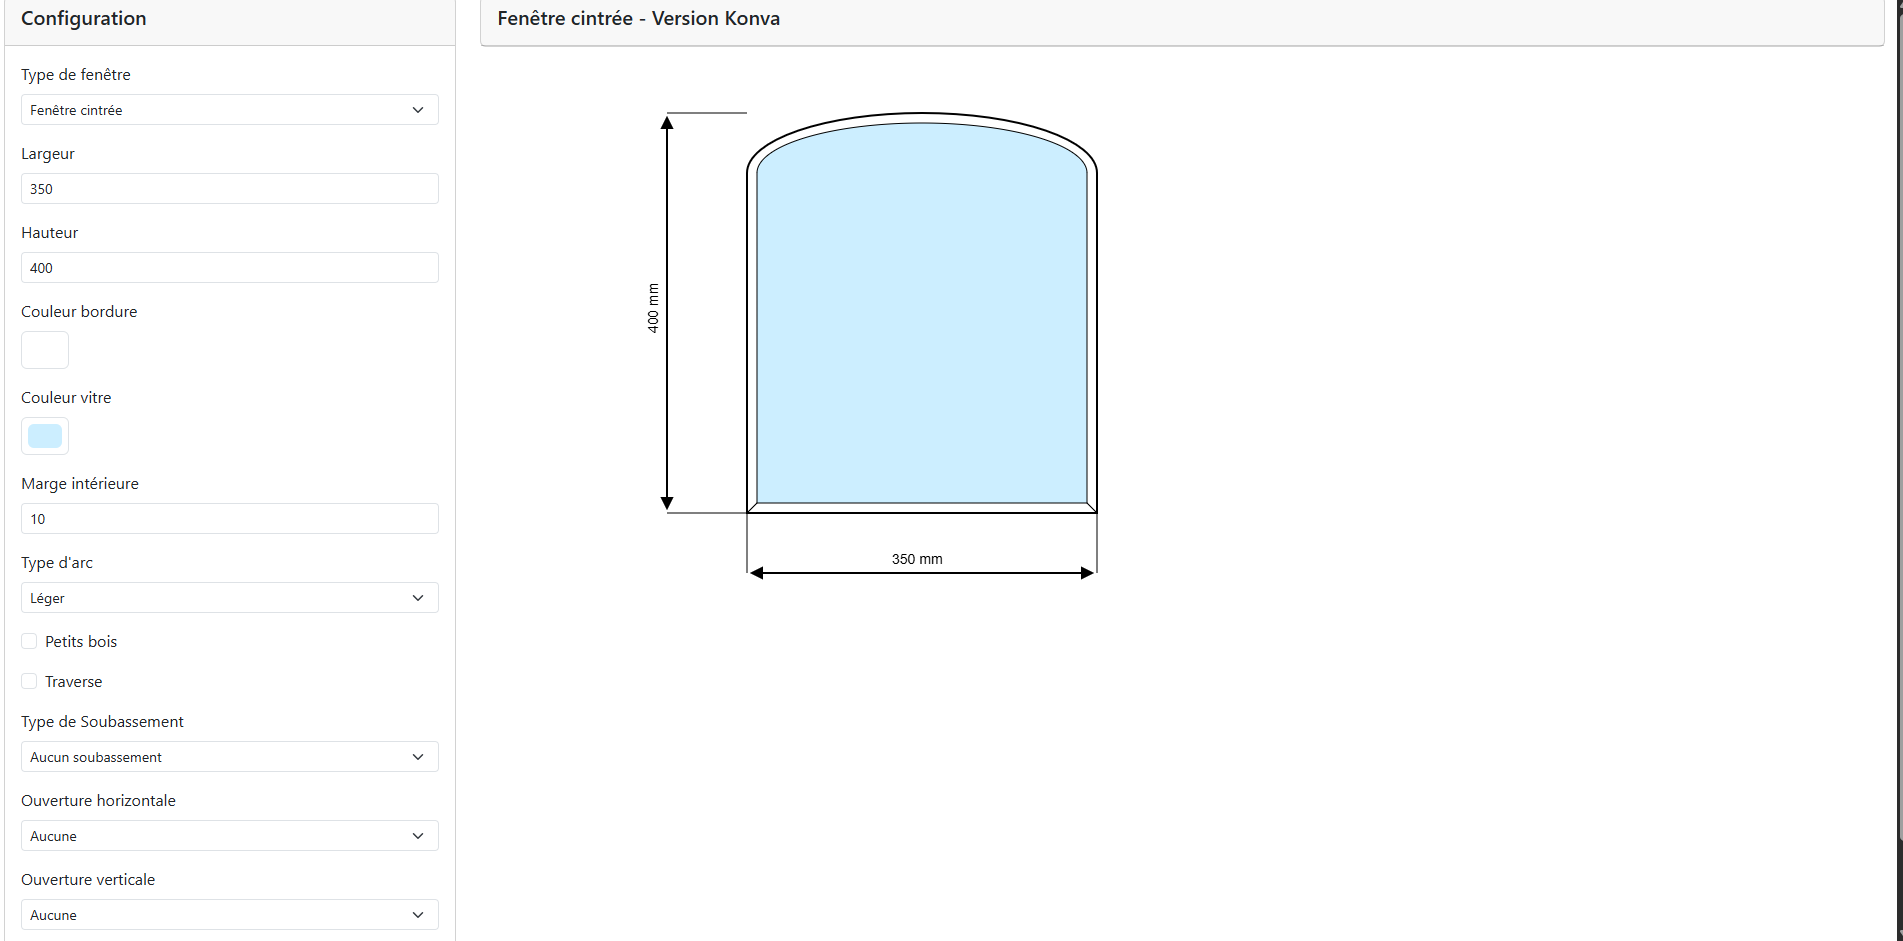 Configuration
Type de fenêtre
Fenêtre cintrée
Largeur
350
Hauteur
400
Couleur bordure
Couleur vitre
Marge intérieure
10
Type d'arc
Léger
Petits bois
Traverse
Type de Soubassement
Aucun soubassement
Ouverture horizontale
Aucune
Ouverture verticale
Aucune
Fenêtre cintrée - Version Konva
400 mm
350 mm